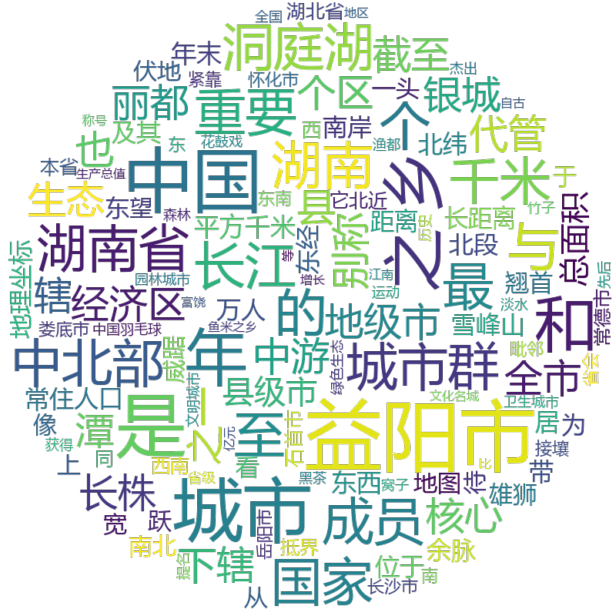 全国 湖北省 地区
年末 洞庭湖 截至 杰出
伏地 紧靠 怀化市 个区 一头 银城 自古
丽都 重要 个 代管
称号 及其 花鼓戏 西 南岸 渔都 北纬
也 东 湖南 千米 于
本省 生产总值 中国 县 它北近 之乡
生态 东望 森林 东南 距离 历史 竹子 总面积
平方千米 长距离 与
湖南省 长江 等 东经 别称 北段 翘首 先后
地理坐标 园林城市 增长 江南 最 常德市
辖 经济区 富饶 万人 运动 淡水 雪峰山 和
娄底市 中国羽毛球 鱼米之乡 的 地级市 毗邻 省会
中北部 威踞 年 中游 绿色生态 城市群 全市
常住人口 文明城市 县级市 文化名城 卫生城市
像 潭 是 之一 至 石首市 益阳市 居 为
获得 同 看 接壤
上 西南 省级 亿元 黑茶 东西 窝子 地图 比 传 带
长株 城市 成员 核心 雄狮
宽 跃 岳阳市 抵界 余脉
南北 下辖 提名 国家 位于
从 长沙市 南